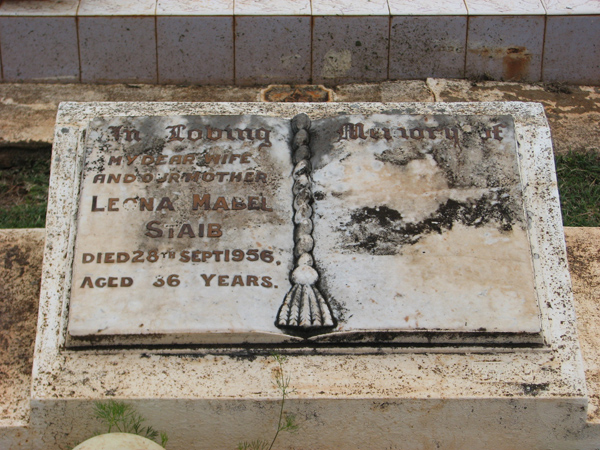 In Loving Memory of
MY DEAR WIFE
AND OUR MOTHER
LEONA MABEL
STAIB
DIED 28TH SEPT 1956,
AGED 36 YEARS.